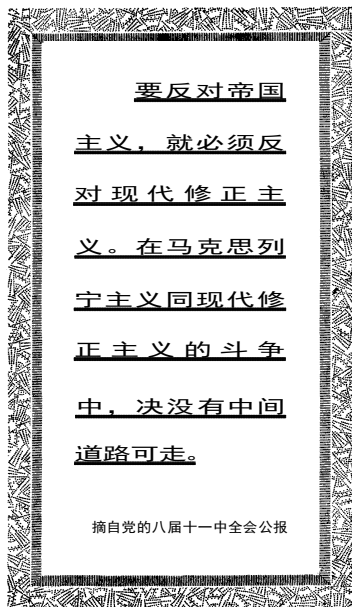 要反对帝国
主义，就必须反
对现代修正主
义。在马克思列
宁主义同现代修
正主义的斗争
中，决没有中间
道路可走。
摘自党的八届十一中全会公报